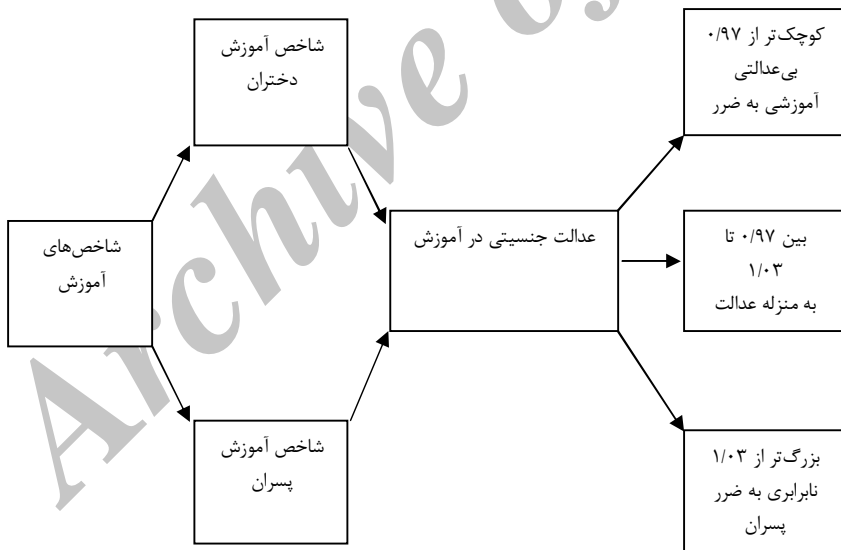 شاخص‌های
آموزش
شاخص آموزش
دختران
شاخص آموزش
پسران
عدالت جنسیتی در آموزش
کوچک‌تر از ۰/۹۷
بی‌عدالتی
آموزشی به ضرر
بین ۰/۹۷ تا
۱/۰۳
به منزله عدالت
بزرگ‌تر از ۱/۰۳
نابرابری به ضرر
پسران
Archive of